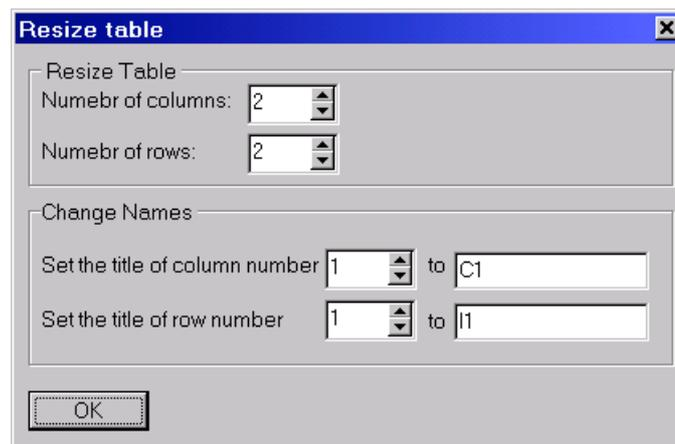 Resize table
Resize Table
Numebr of columns: 2
Numebr of rows: 2
Change Names
Set the title of column number 1 to C1
Set the title of row number 1 to I1
OK